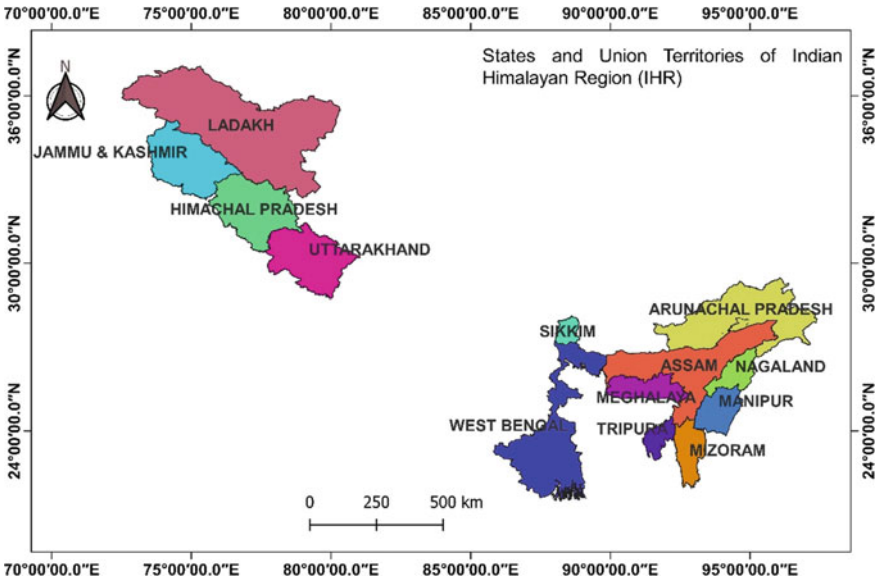 70°00'00.0"E 75°00'00.0"E 80°00'00.0"E 85°00'00.0"E 90°00'00.0"E 95°00'00.0"E
States and Union Territories of Indian
Himalayan Region (IHR)
N
36°00'00.0"N
36°00'00.0"N
LADAKH
JAMMU & KASHMIR
HIMACHAL PRADESH
UTTARAKHAND
30°00'00.0"N
30°00'00.0"N
ARUNACHAL PRADESH
SIKKIM
ASSAM
NAGALAND
MEGHALAYA
MANIPUR
WEST BENGAL
TRIPURA
MIZORAM
24°00'00.0"N
24°00'00.0"N
0 250 500 km
70°00'00.0"E 75°00'00.0"E 80°00'00.0"E 85°00'00.0"E 90°00'00.0"E 95°00'00.0"E